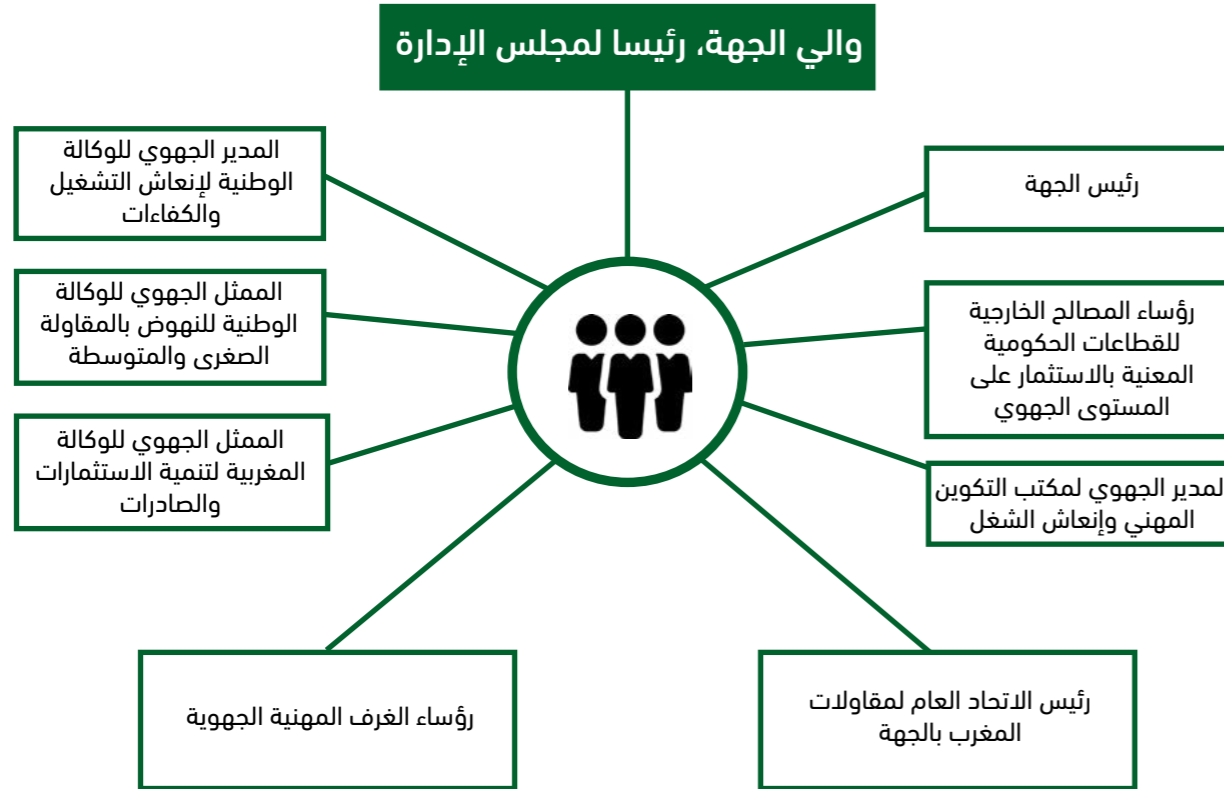 والي الجهة، رئيسا لمجلس الإدارة
رئيس الجهة
رؤساء المصالح الخارجية
للقطاعات الحكومية
المعنية بالاستثمار على
المستوى الجهوي
المدير الجهوي لمكتب التكوين
المهني وإنعاش الشغل
رئيس الاتحاد العام لمقاولات
المغرب بالجهة
رؤساء الغرف المهنية الجهوية
الممثل الجهوي للوكالة
المغربية لتنمية الاستثمارات
والصادرات
الممثل الجهوي للوكالة
الوطنية للنهوض بالمقاولة
الصغرى والمتوسطة
المدير الجهوي للوكالة
الوطنية لإنعاش التشغيل
والكفاءات